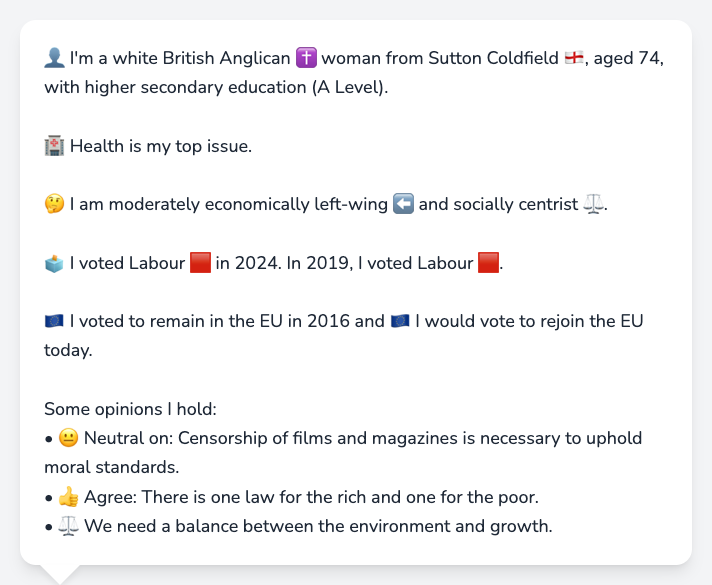 👤 I'm a white British Anglican ✝️ woman from Sutton Coldfield 🏴󠁧󠁢󠁥󠁮󠁧󠁿, aged 74,
with higher secondary education (A Level).
🏥 Health is my top issue.
🤔 I am moderately economically left-wing ⬅️ and socially centrist ⚖️.
🗳️ I voted Labour 🟥 in 2024. In 2019, I voted Labour 🟥.
🇪🇺 I voted to remain in the EU in 2016 and 🇪🇺 I would vote to rejoin the EU
today.
Some opinions I hold:
• 😐 Neutral on: Censorship of films and magazines is necessary to uphold
moral standards.
• 👍 Agree: There is one law for the rich and one for the poor.
• ⚖️ We need a balance between the environment and growth.